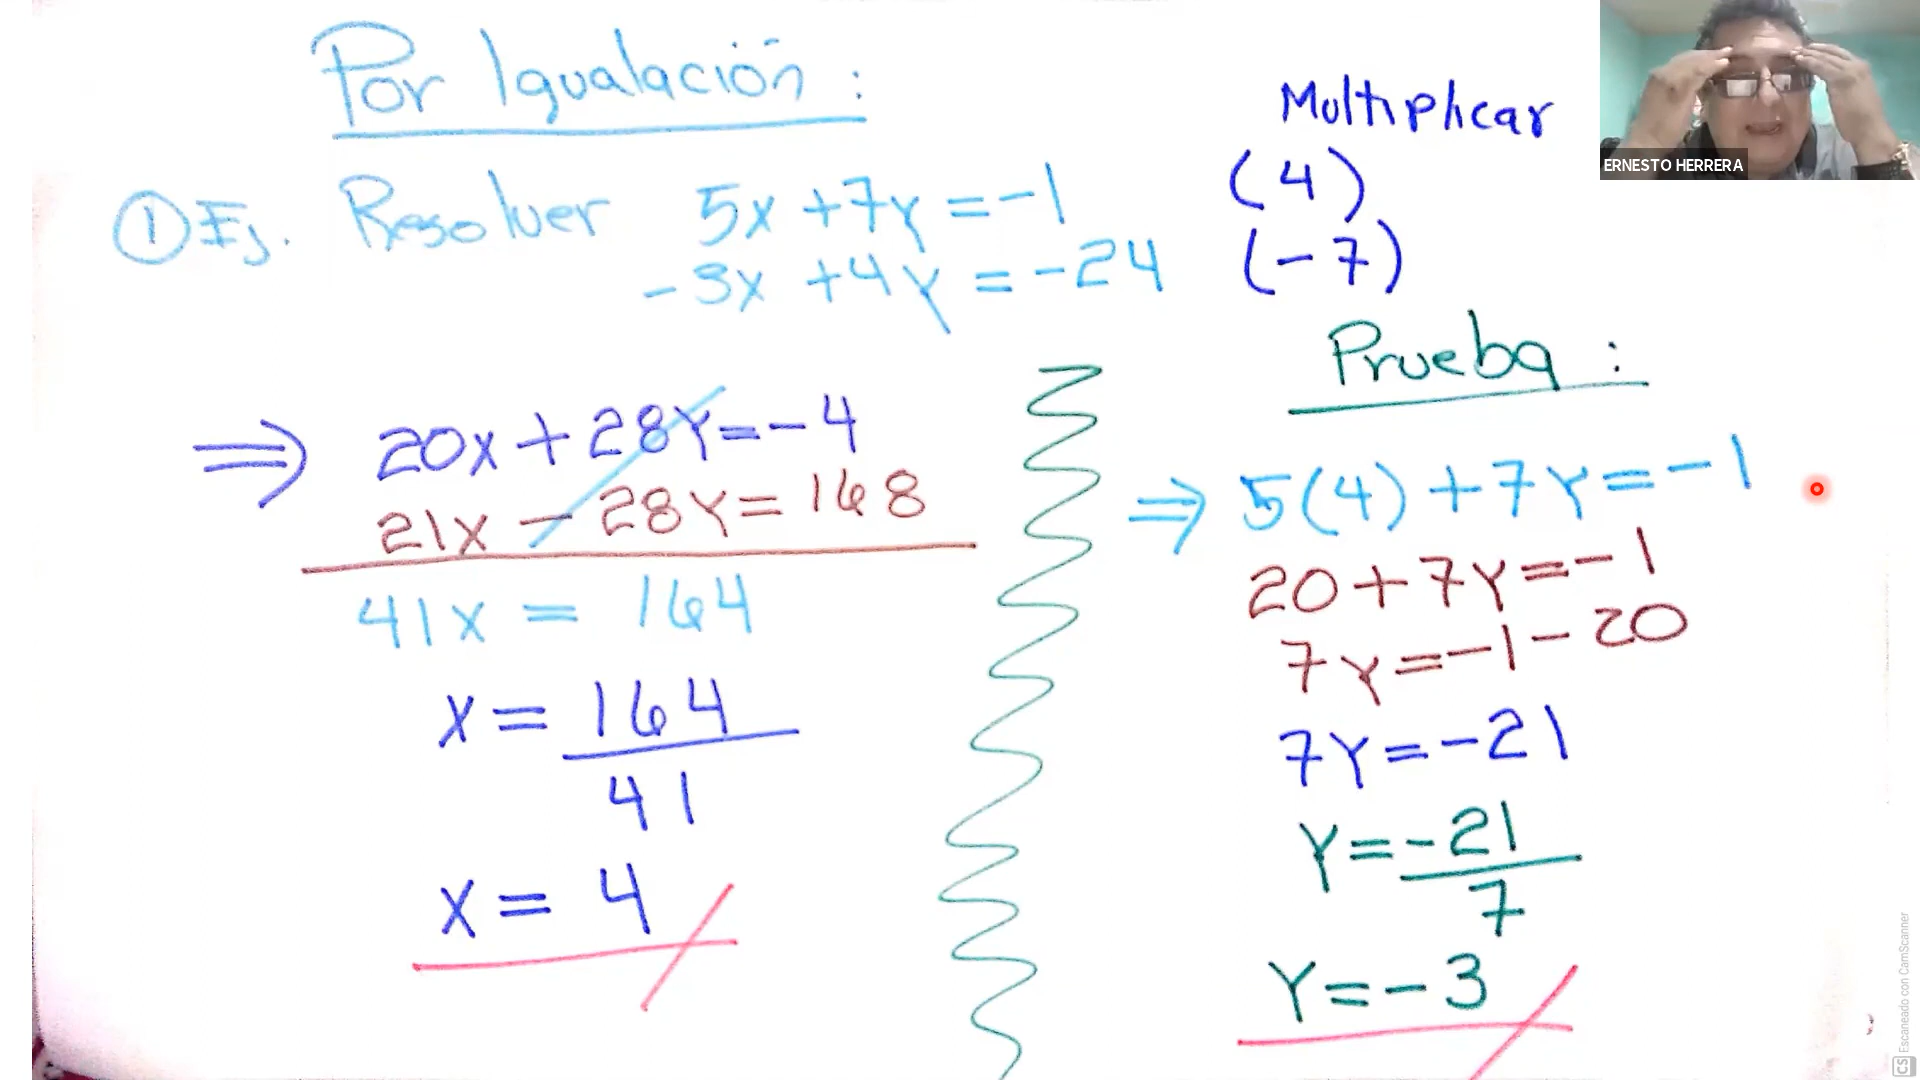 Por Igualación:
Multiplicar
① Ej. Resolver 5x + 7y = -1
(4)
-3x + 4y = -24
(-7)
Prueba:
⇒ 20x + 28y = -4
21x - 28y = 168
41x = 164
x = 164
41
x = 4
⇒ 5(4) + 7y = -1
20 + 7y = -1
7y = -1 - 20
7y = -21
y = -21
7
y = -3
ERNESTO HERRERA
CS Escaneado con CamScanner